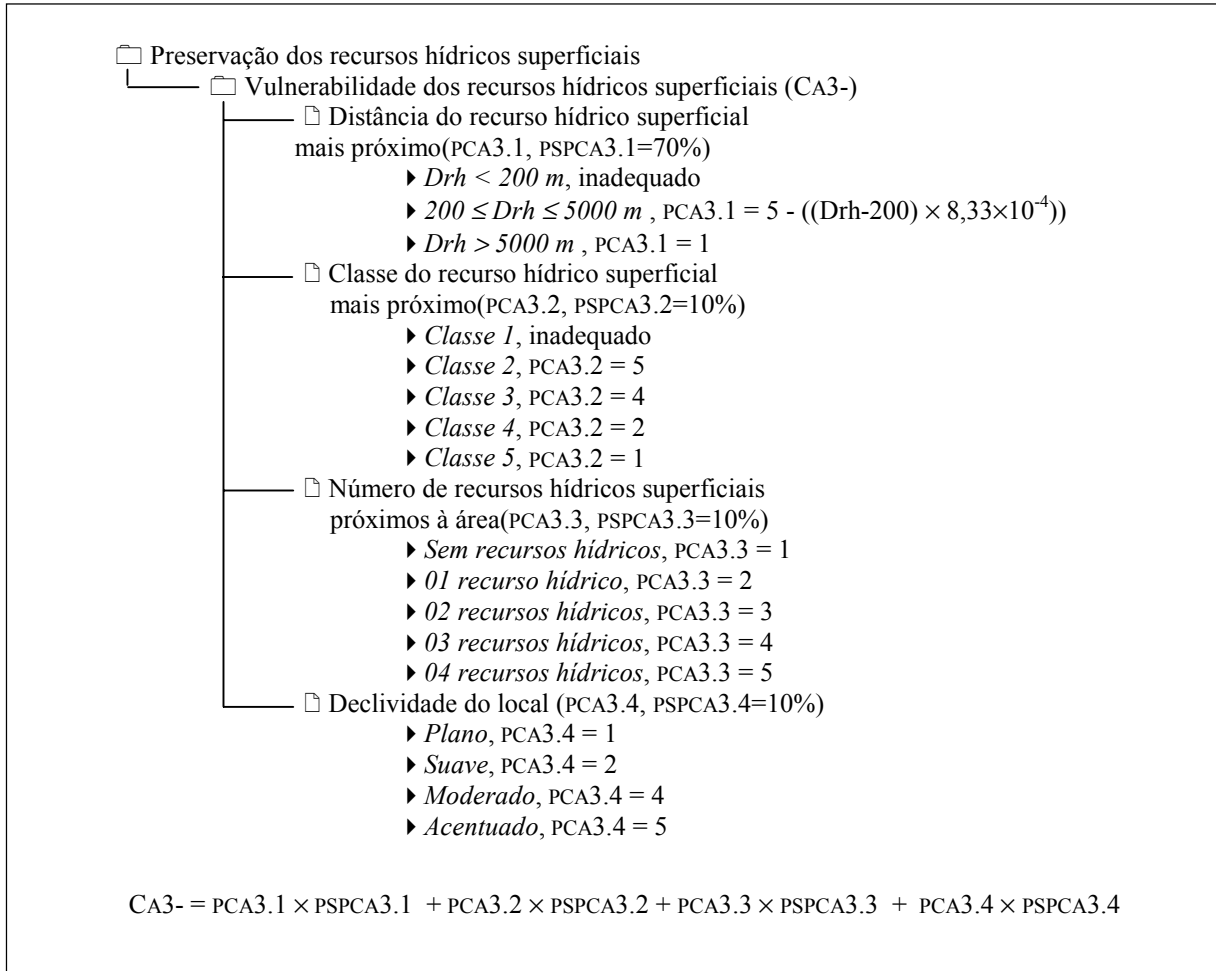 Preservação dos recursos hídricos superficiais
Vulnerabilidade dos recursos hídricos superficiais (CA3-)
Distância do recurso hídrico superficial
mais próximo(PCA3.1, PSPCA3.1=70%)
Drh < 200 m, inadequado
200 ≤ Drh ≤ 5000 m , PCA3.1 = 5 - ((Drh-200) × 8,33×10⁻⁴))
Drh > 5000 m , PCA3.1 = 1
Classe do recurso hídrico superficial
mais próximo(PCA3.2, PSPCA3.2=10%)
Classe 1, inadequado
Classe 2, PCA3.2 = 5
Classe 3, PCA3.2 = 4
Classe 4, PCA3.2 = 2
Classe 5, PCA3.2 = 1
Número de recursos hídricos superficiais
próximos à área(PCA3.3, PSPCA3.3=10%)
Sem recursos hídricos, PCA3.3 = 1
01 recurso hídrico, PCA3.3 = 2
02 recursos hídricos, PCA3.3 = 3
03 recursos hídricos, PCA3.3 = 4
04 recursos hídricos, PCA3.3 = 5
Declividade do local (PCA3.4, PSPCA3.4=10%)
Plano, PCA3.4 = 1
Suave, PCA3.4 = 2
Moderado, PCA3.4 = 4
Acentuado, PCA3.4 = 5
CA3- = PCA3.1 × PSPCA3.1 + PCA3.2 × PSPCA3.2 + PCA3.3 × PSPCA3.3 + PCA3.4 × PSPCA3.4